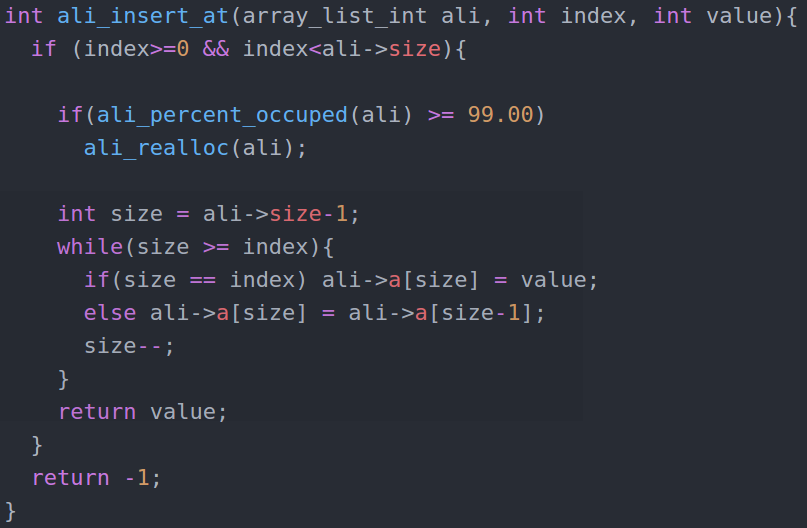 int ali_insert_at(array_list_int ali, int index, int value){
  if (index>=0 && index<ali->size){

    if(ali_percent_occuped(ali) >= 99.00)
      ali_realloc(ali);

    int size = ali->size-1;
    while(size >= index){
      if(size == index) ali->a[size] = value;
      else ali->a[size] = ali->a[size-1];
      size--;
    }
    return value;
  }
  return -1;
}